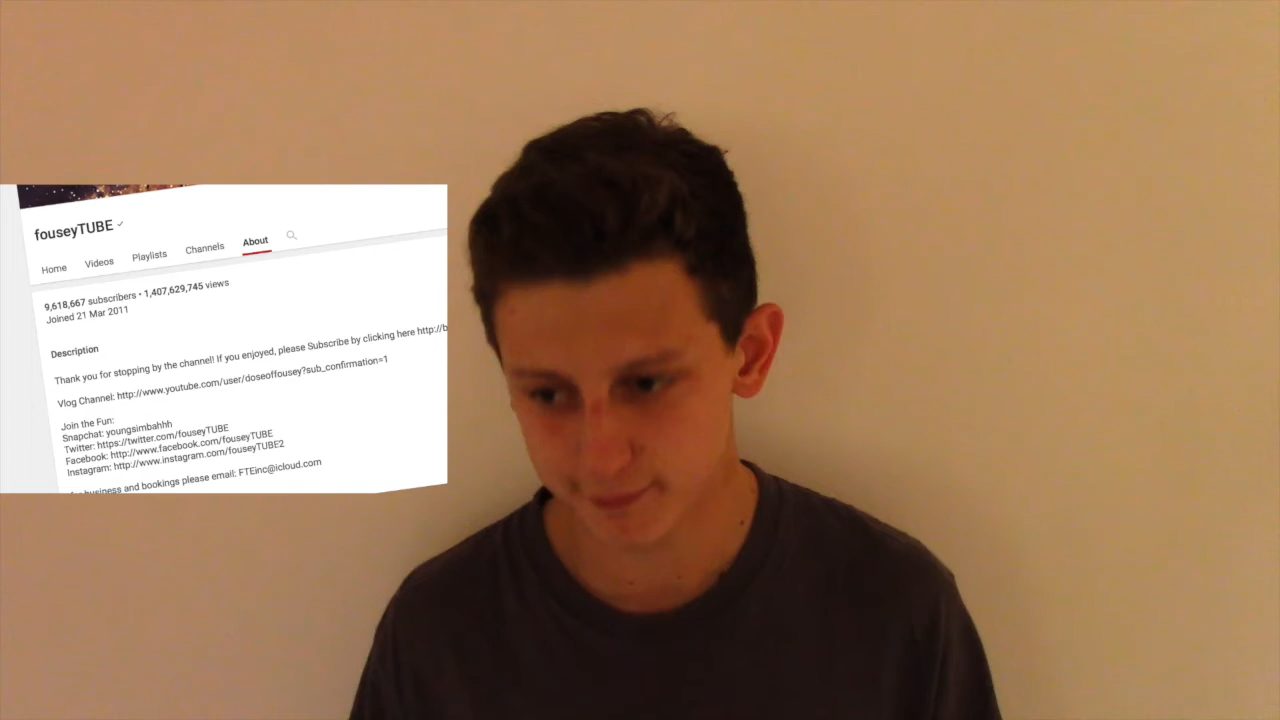 fouseyTUBE
Home Videos Playlists Channels About
9,618,667 subscribers • 1,407,629,745 views
Joined 21 Mar 2011
Description
Thank you for stopping by the channel! If you enjoyed, please Subscribe by clicking here http://b
Vlog Channel: http://www.youtube.com/user/doseoffousey?sub_confirmation=1
Join the Fun:
Snapchat: youngsimbahhh
Twitter: https://twitter.com/fouseyTUBE
Facebook: http://www.facebook.com/fouseyTUBE
Instagram: http://www.instagram.com/fouseyTUBE2
business and bookings please email: FTEinc@icloud.com